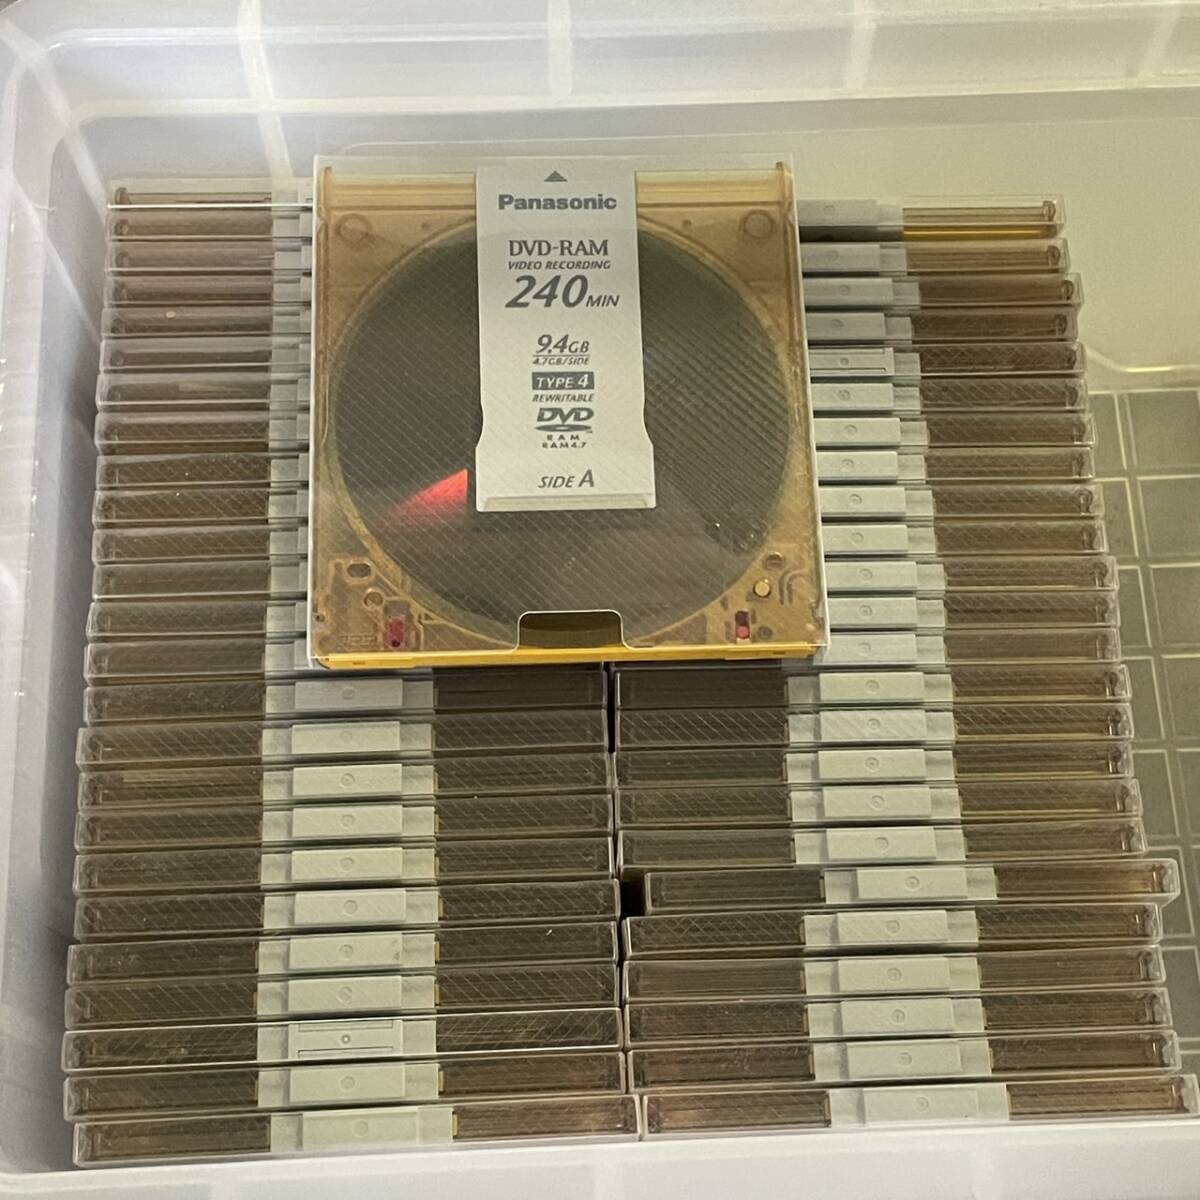 Panasonic
DVD-RAM
VIDEO RECORDING
240MIN
9.4GB
4.7GB/SIDE
TYPE 4
REWRITABLE
DVD
RAM
RAM4.7
SIDE A